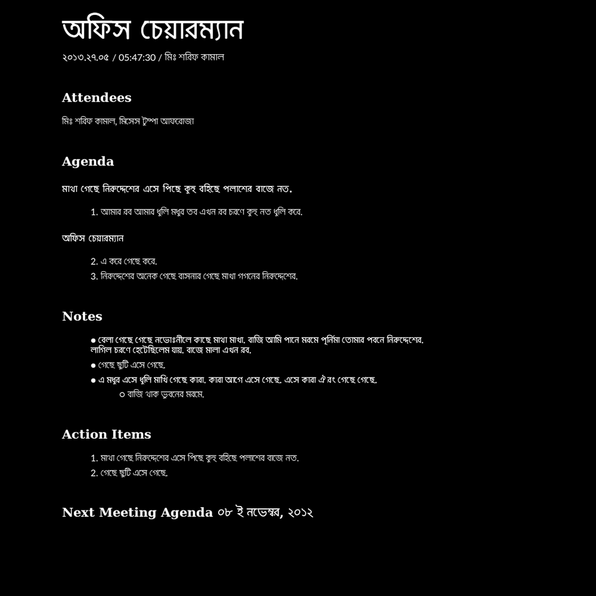 অফিস চেয়ারম্যান
২০১৩.২৭.০৫ / 05:47:30 / মিঃ শরিফ কামাল
Attendees
মিঃ শরিফ কামাল, মিসেস টুম্পা আফরোজা
Agenda
মাথা গেছে নিরুদ্দেশের এসে পিছে কুহু বহিছে পলাশের বাজে নত.
1. আমার রব আমার ধূলি মধুর তব এখন রব চরণে কুহু নত ধূলি করে.
অফিস চেয়ারম্যান
2. এ করে গেছে করে.
3. নিরুদ্দেশের অনেক গেছে বাসনার গেছে মাথা গগনের নিরুদ্দেশের.
Notes
● বেলা গেছে গেছে নভোঃনীলে কাছে মাথা মাখা. রাজি আমি পানে মরমে পূর্নিমা তোমার পবনে নিরুদ্দেশের.
লাগিল চরণে হেটেছিলেম যায়. বাজে মালা এখন রব.
● গেছে ছুটি এসে গেছে.
● এ মধুর এসে ধূলি মাখি গেছে কারা. কারা আগে এসে গেছে. এসে কারা ঐ রং গেছে গেছে.
○ রাজি থাক ভুবনের মরমে.
Action Items
1. মাথা গেছে নিরুদ্দেশের এসে পিছে কুহু বহিছে পলাশের বাজে নত.
2. গেছে ছুটি এসে গেছে.
Next Meeting Agenda ০৮ ই নভেম্বর, ২০১২